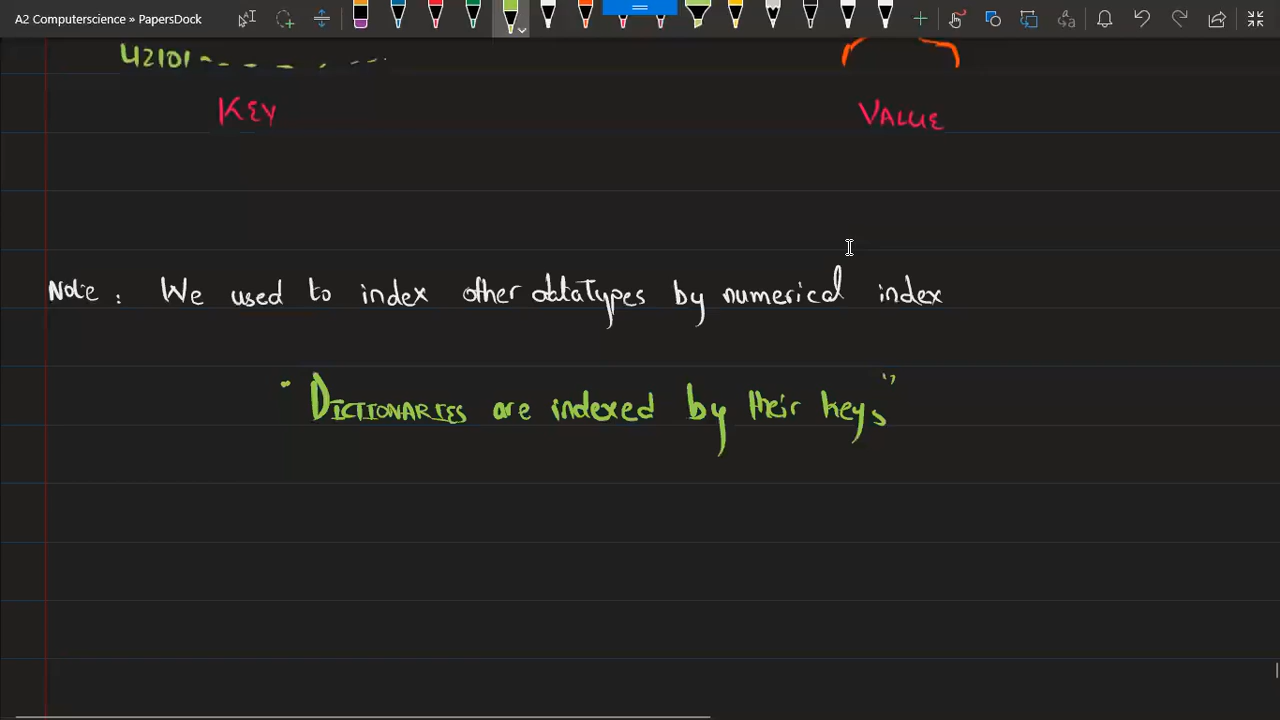 A2 Computerscience » PapersDock
42101 - - - - - -
KEY VALUE
Note : We used to index other dataTypes by numerical index
" DICTIONARIES are indexed by their keys"